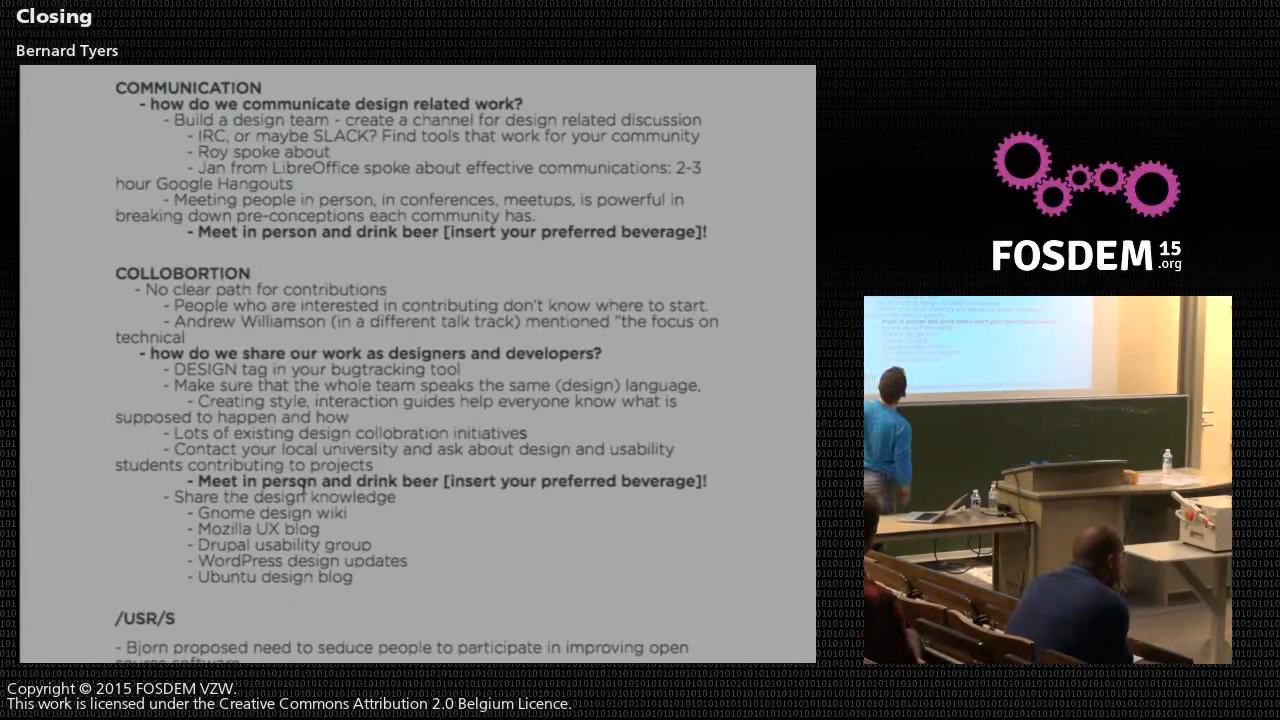 Closing
Bernard Tyers
COMMUNICATION
- how do we communicate design related work?
- Build a design team - create a channel for design related discussion
- IRC, or maybe SLACK? Find tools that work for your community
- Roy spoke about
- Jan from LibreOffice spoke about effective communications: 2-3
hour Google Hangouts
- Meeting people in person, in conferences, meetups, is powerful in
breaking down pre-conceptions each community has.
- Meet in person and drink beer [insert your preferred beverage]!
COLLOBORTION
- No clear path for contributions
- People who are interested in contributing don't know where to start.
- Andrew Williamson (in a different talk track) mentioned "the focus on
technical
- how do we share our work as designers and developers?
- DESIGN tag in your bugtracking tool
- Make sure that the whole team speaks the same (design) language,
- Creating style, interaction guides help everyone know what is
supposed to happen and how
- Lots of existing design collobration initiatives
- Contact your local university and ask about design and usability
students contributing to projects
- Meet in person and drink beer [insert your preferred beverage]!
- Share the design knowledge
- Gnome design wiki
- Mozilla UX blog
- Drupal usability group
- WordPress design updates
- Ubuntu design blog
/USR/S
- Bjorn proposed need to seduce people to participate in improving open
source software
FOSDEM 15
.org
Copyright © 2015 FOSDEM VZW.
This work is licensed under the Creative Commons Attribution 2.0 Belgium Licence.